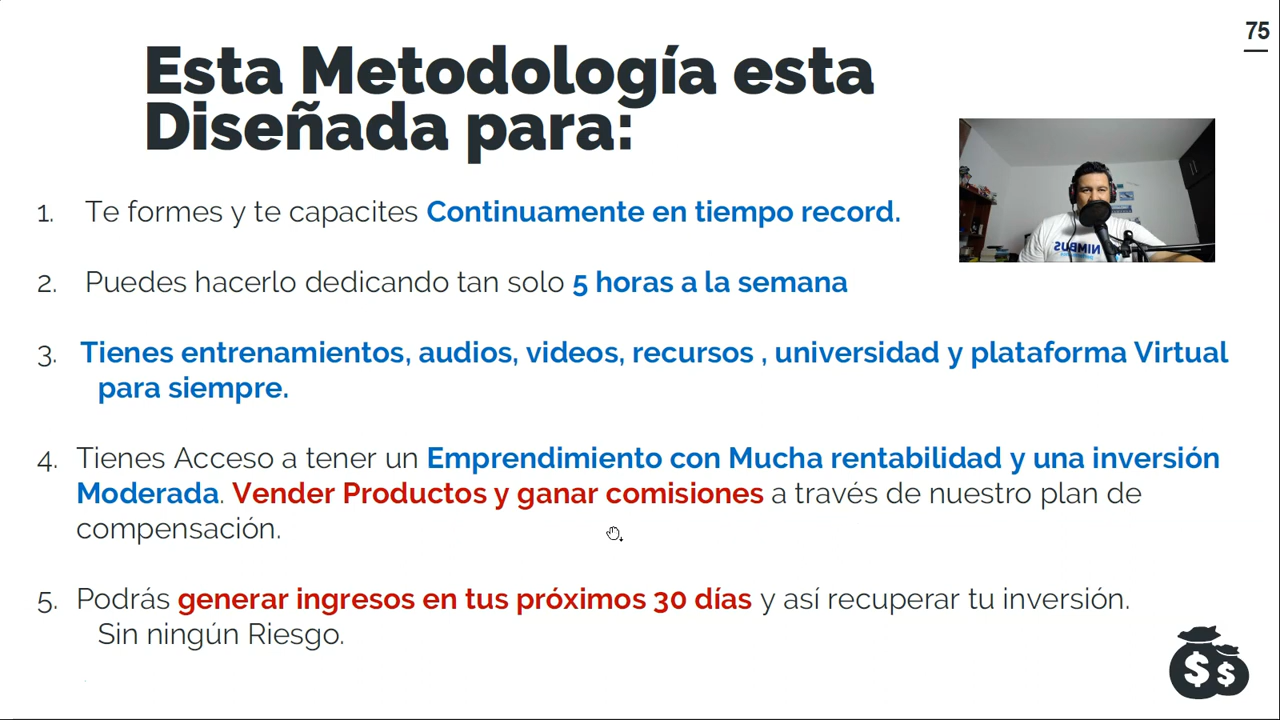 75
Esta Metodología esta
Diseñada para:
1. Te formes y te capacites Continuamente en tiempo record.
2. Puedes hacerlo dedicando tan solo 5 horas a la semana
3. Tienes entrenamientos, audios, videos, recursos , universidad y plataforma Virtual
para siempre.
4. Tienes Acceso a tener un Emprendimiento con Mucha rentabilidad y una inversión
Moderada. Vender Productos y ganar comisiones a través de nuestro plan de
compensación.
5. Podrás generar ingresos en tus próximos 30 días y así recuperar tu inversión.
Sin ningún Riesgo.
NIMBUS
$ $